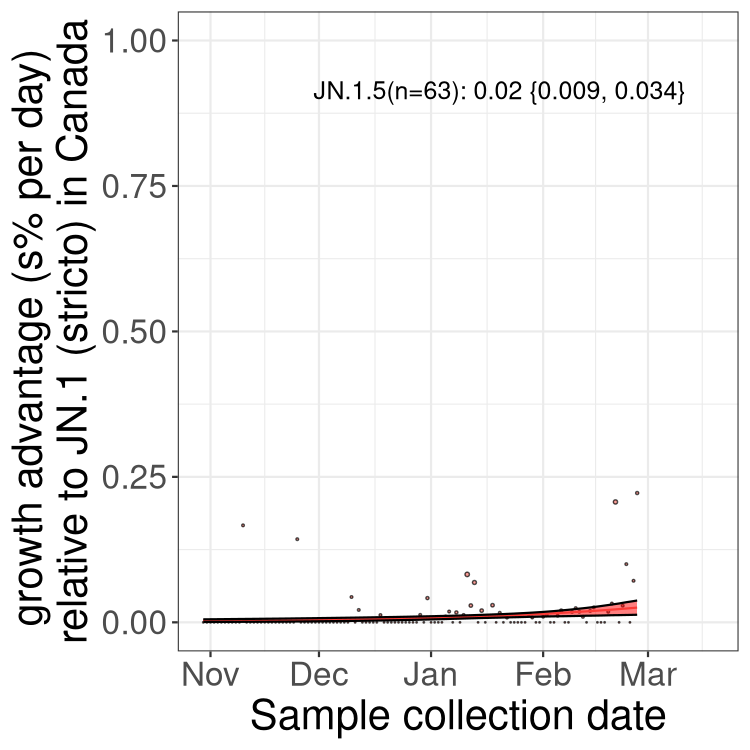 growth advantage (s% per day)
relative to JN.1 (stricto) in Canada
1.00
0.75
0.50
0.25
0.00
JN.1.5(n=63): 0.02 {0.009, 0.034}
Nov Dec Jan Feb Mar
Sample collection date